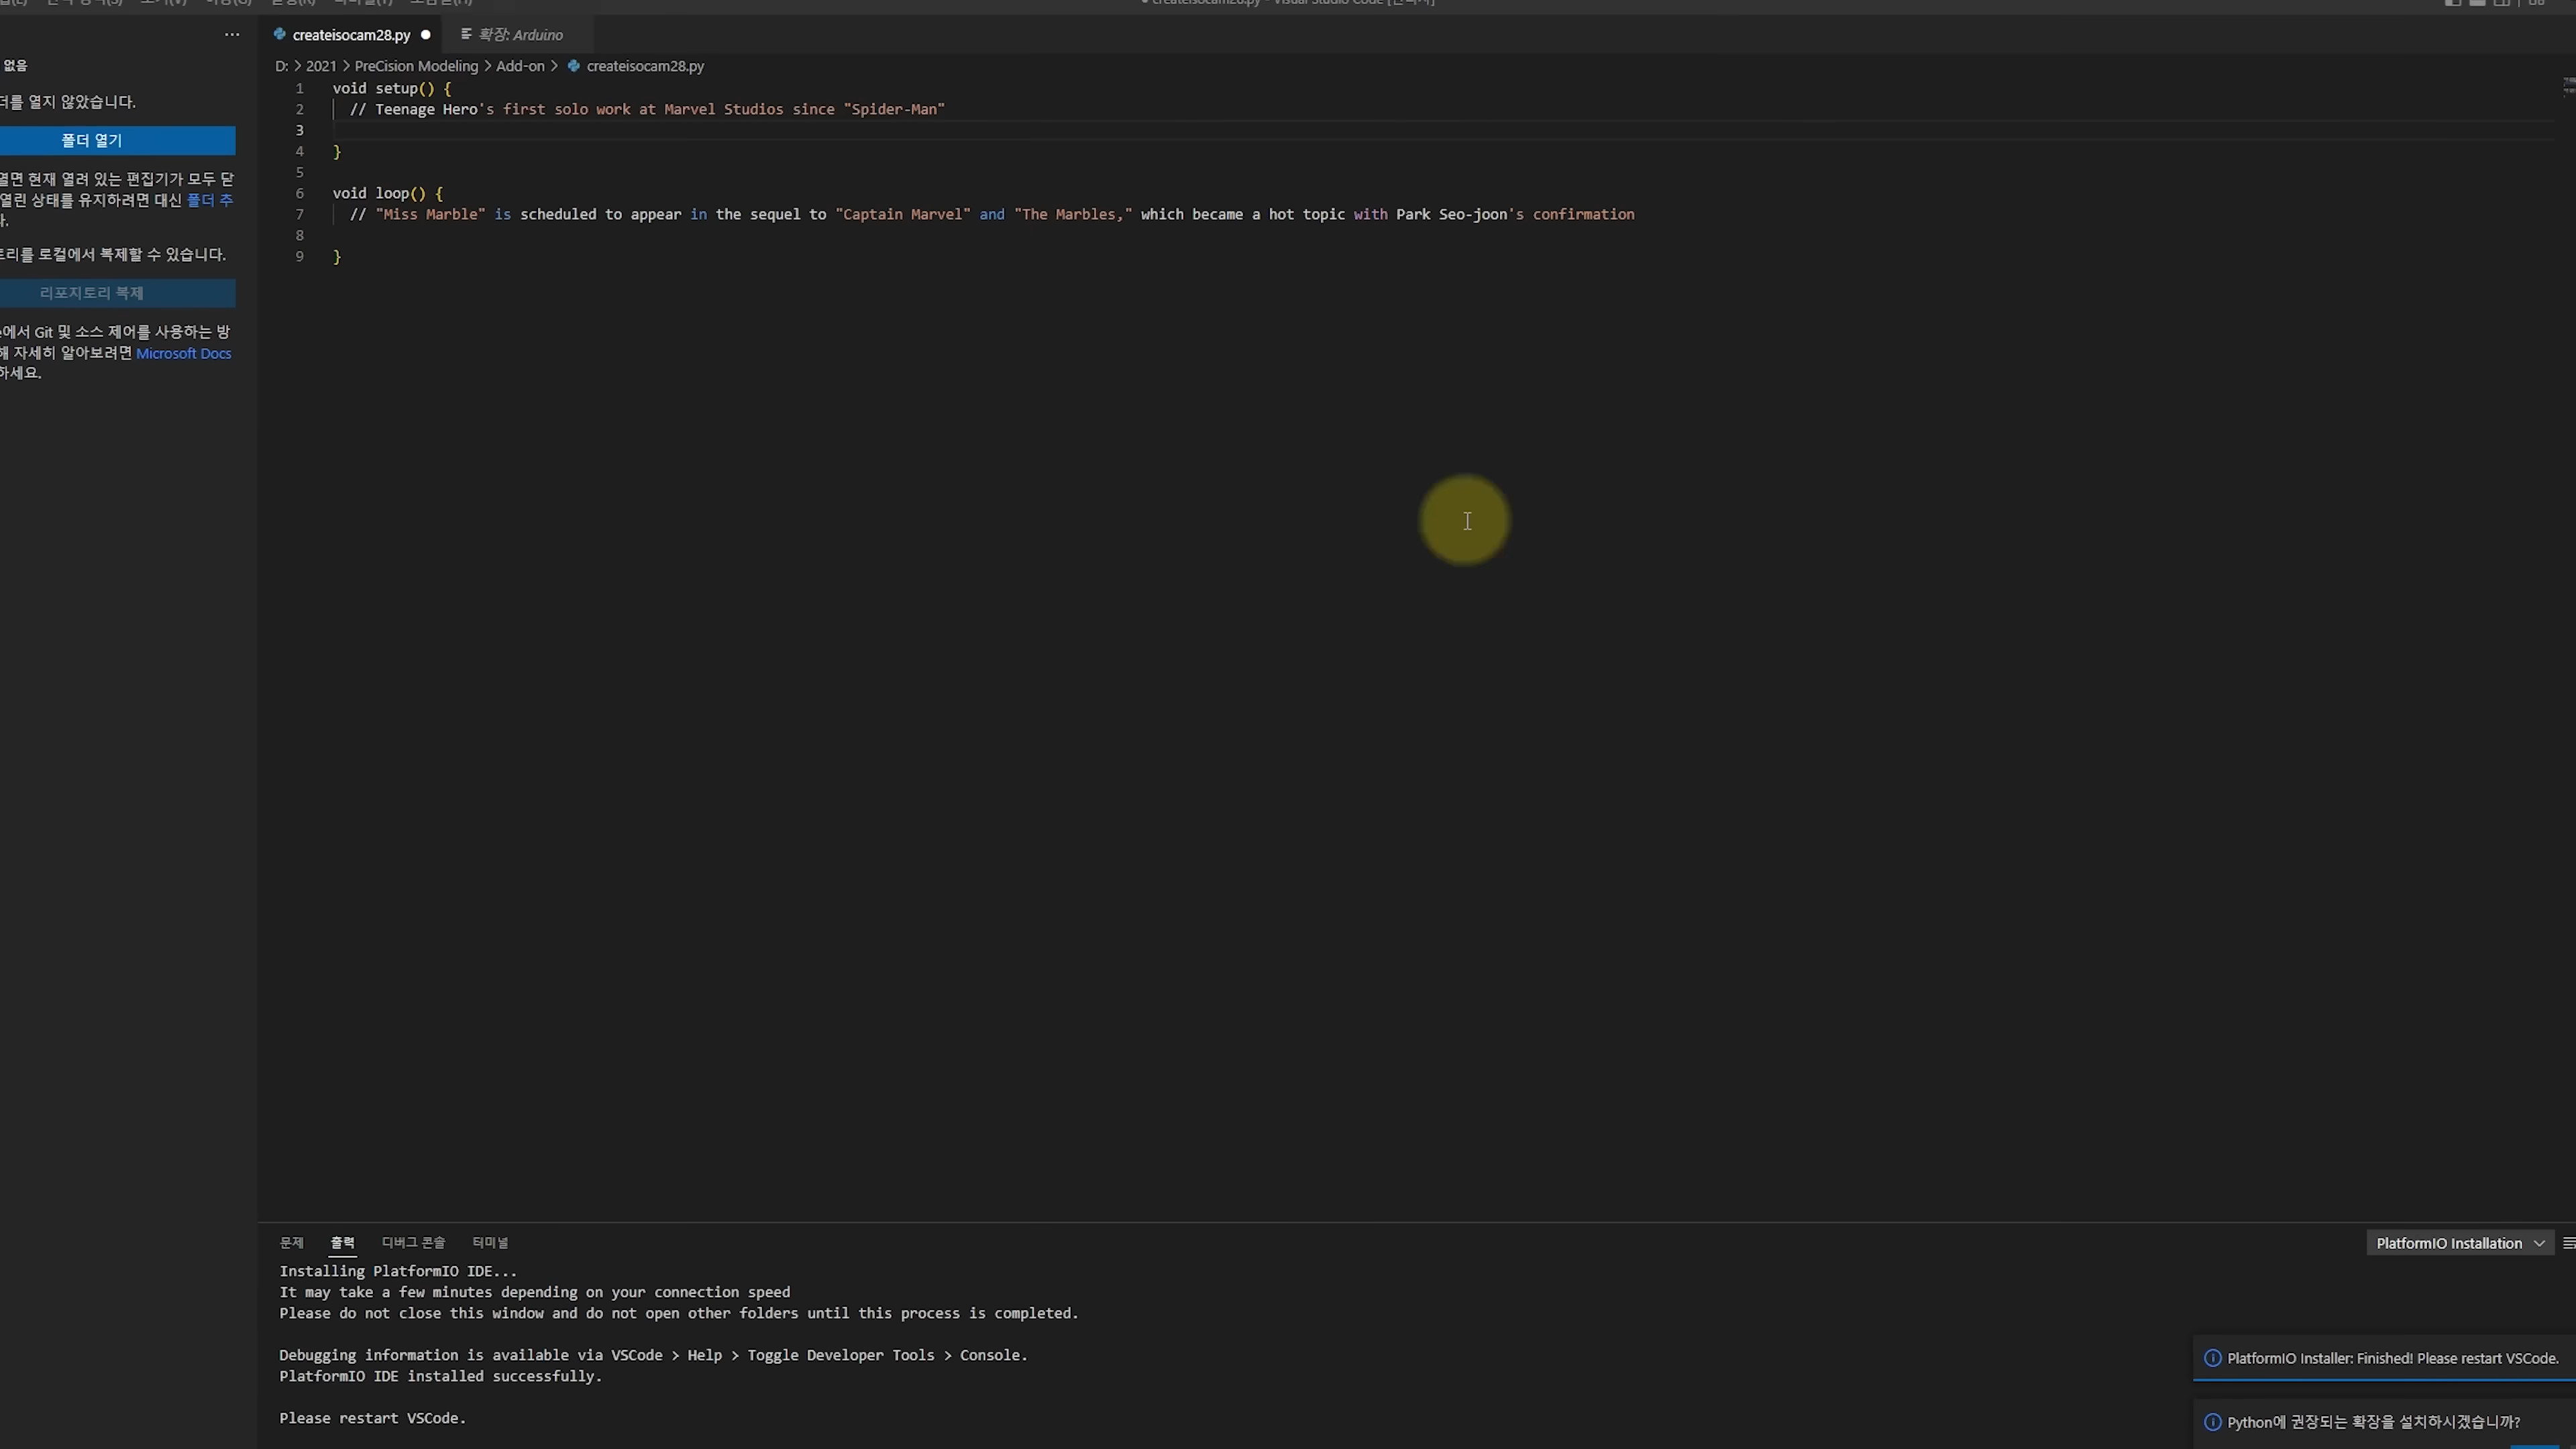 createisocam28.py
확장: Arduino
없음
D: > 2021 > PreCision Modeling > Add-on > createisocam28.py
더를 열지 않았습니다.
폴더 열기
열면 현재 열려 있는 편집기가 모두 닫
열린 상태를 유지하려면 대신 폴더 추
다.
토리를 로컬에서 복제할 수 있습니다.
리포지토리 복제
에서 Git 및 소스 제어를 사용하는 방
해 자세히 알아보려면 Microsoft Docs
하세요.
1 void setup() {
2 // Teenage Hero's first solo work at Marvel Studios since "Spider-Man"
3
4 }
5
6 void loop() {
7 // "Miss Marble" is scheduled to appear in the sequel to "Captain Marvel" and "The Marbles," which became a hot topic with Park Seo-joon's confirmation
8
9 }
문제 출력 디버그 콘솔 터미널
PlatformIO Installation
Installing PlatformIO IDE...
It may take a few minutes depending on your connection speed
Please do not close this window and do not open other folders until this process is completed.
Debugging information is available via VSCode > Help > Toggle Developer Tools > Console.
PlatformIO IDE installed successfully.
Please restart VSCode.
PlatformIO Installer: Finished! Please restart VSCode.
Python에 권장되는 확장을 설치하시겠습니까?